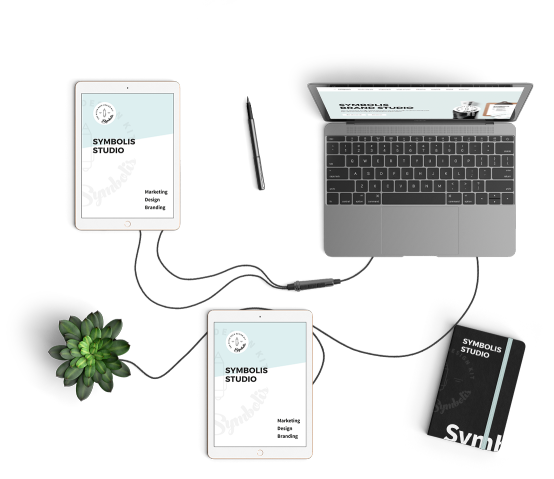 SYMBOLIS
STUDIO
Marketing
Design
Branding
SYMBOLIS
BRAND STUDIO
SYMBOLIS
STUDIO
Marketing
Design
Branding
SYMBOLIS
STUDIO
Symb